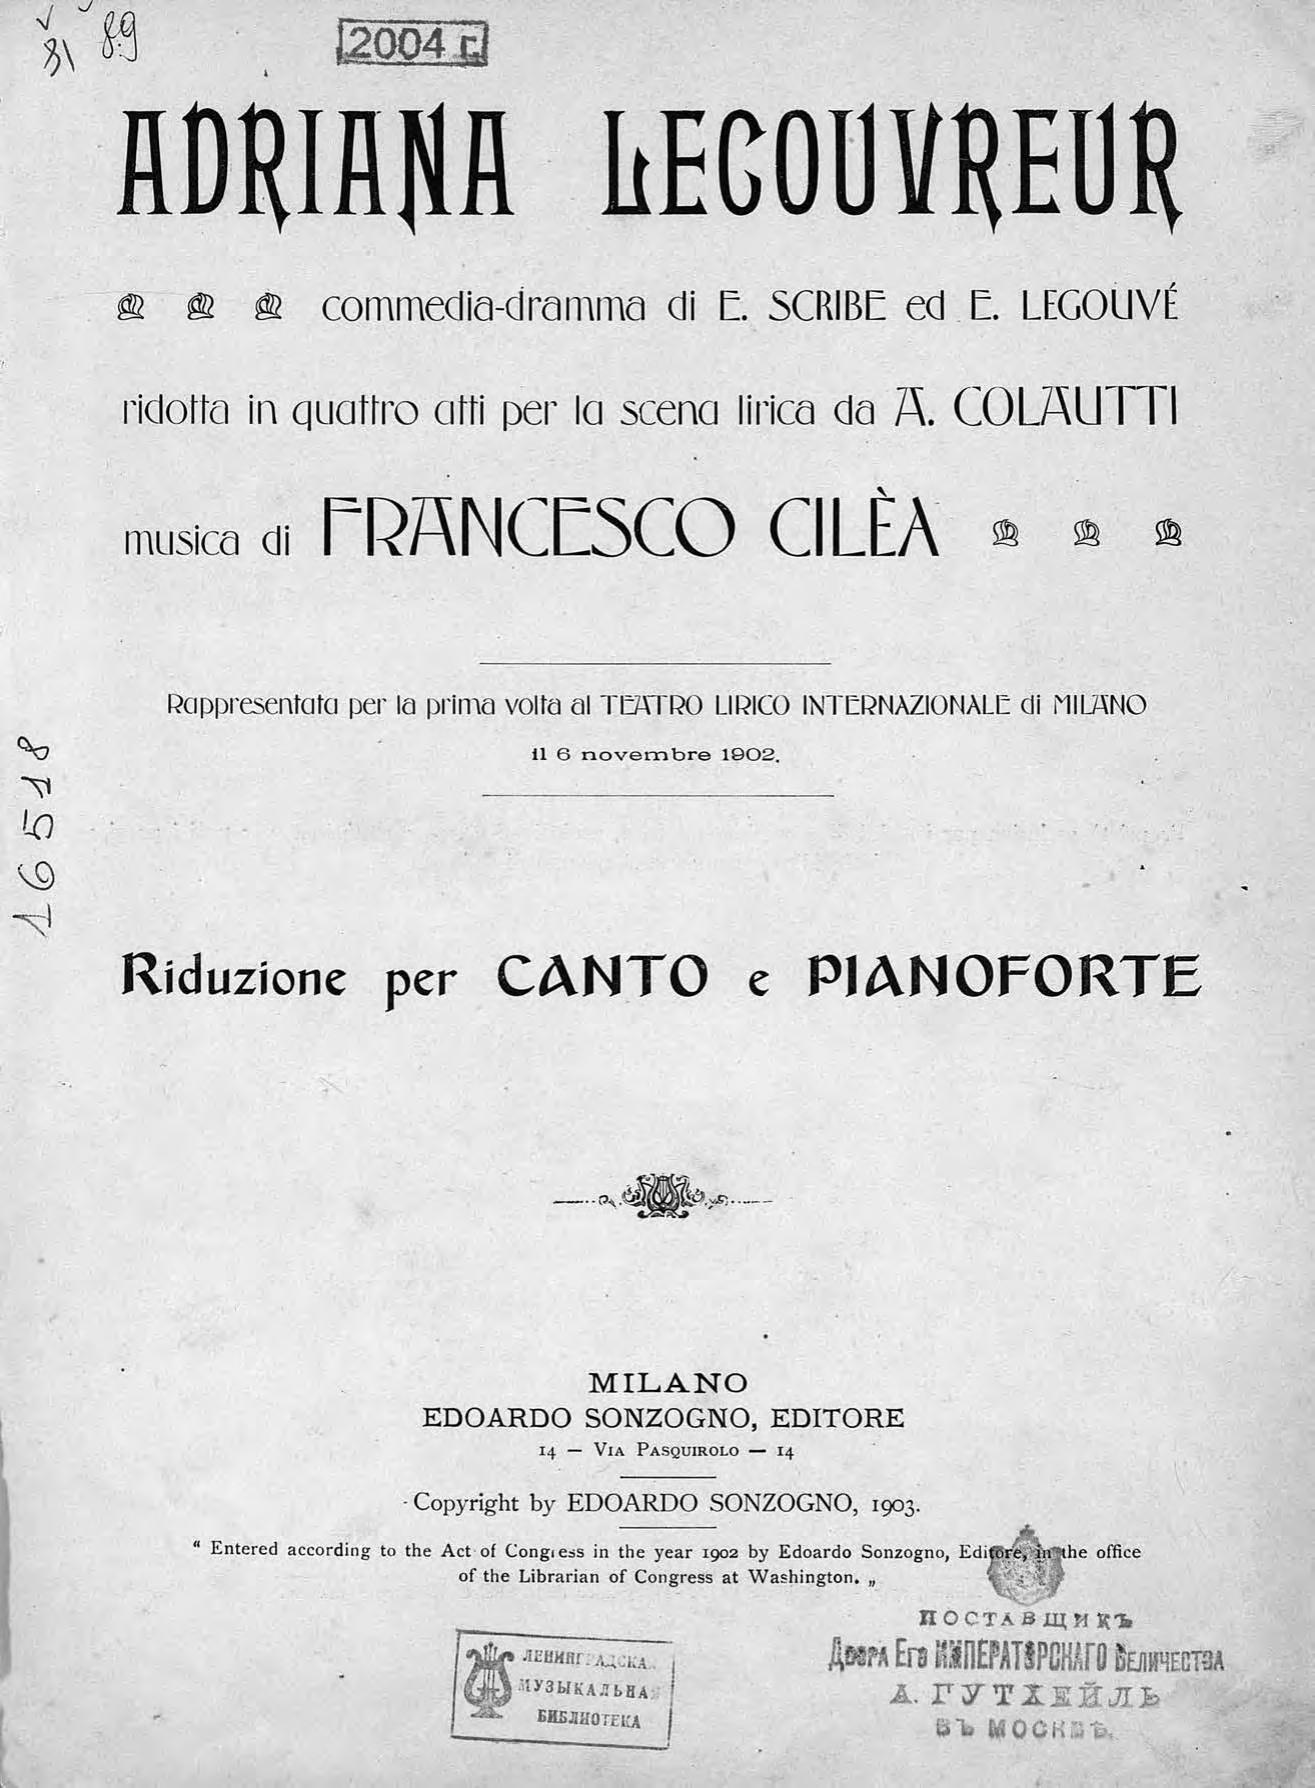 V
31 89
2004 г.
ADRIANA LECOUVREUR
commedia-dramma di E. SCRIBE ed E. LEGOUVÉ
ridotta in quattro atti per la scena lirica da A. COLAUTTI
musica di FRANCESCO CILÈA
Rappresentata per la prima volta al TEATRO LIRICO INTERNAZIONALE di MILANO
il 6 novembre 1902.
16518
Riduzione per CANTO e PIANOFORTE
MILANO
EDOARDO SONZOGNO, EDITORE
14 — VIA PASQUIROLO — 14
Copyright by EDOARDO SONZOGNO, 1903.
“ Entered according to the Act of Congress in the year 1902 by Edoardo Sonzogno, Editore, in the office
of the Librarian of Congress at Washington. „
ЛЕНИНГРАДСКАЯ
МУЗЫКАЛЬНАЯ
БИБЛИОТЕКА
ПОСТАВЩИКЪ
Двора Его ИМПЕРАТОРСКАГО Величества
А. ГУТХЕЙЛЬ
ВЪ МОСКВѢ.